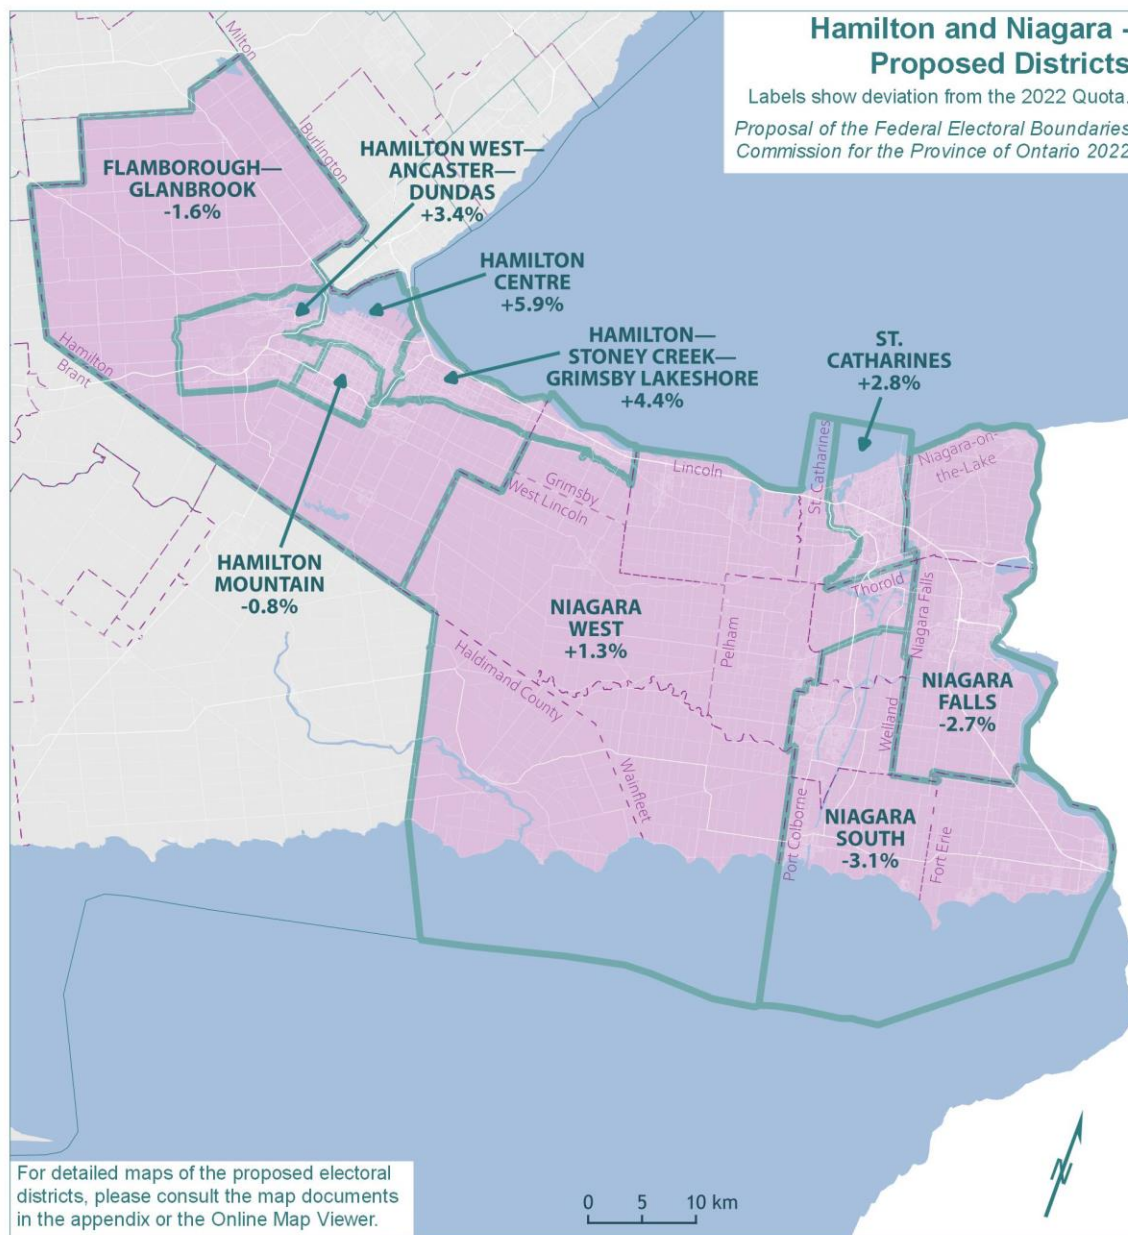 Hamilton and Niagara -
Proposed Districts
Labels show deviation from the 2022 Quota.
Proposal of the Federal Electoral Boundaries
Commission for the Province of Ontario 2022
Milton
Burlington
FLAMBOROUGH—
GLANBROOK
-1.6%
HAMILTON WEST—
ANCASTER—
DUNDAS
+3.4%
HAMILTON
CENTRE
+5.9%
HAMILTON—
STONEY CREEK—
GRIMSBY LAKESHORE
+4.4%
ST.
CATHARINES
+2.8%
Hamilton
Brant
Grimsby
West Lincoln
Lincoln
St. Catharines
Niagara-on-
the-Lake
HAMILTON
MOUNTAIN
-0.8%
NIAGARA
WEST
+1.3%
Thorold
Niagara Falls
Pelham
Haldimand County
Wainfleet
Welland
NIAGARA
FALLS
-2.7%
Port Colborne
NIAGARA
SOUTH
-3.1%
Fort Erie
For detailed maps of the proposed electoral
districts, please consult the map documents
in the appendix or the Online Map Viewer.
0 5 10 km
N